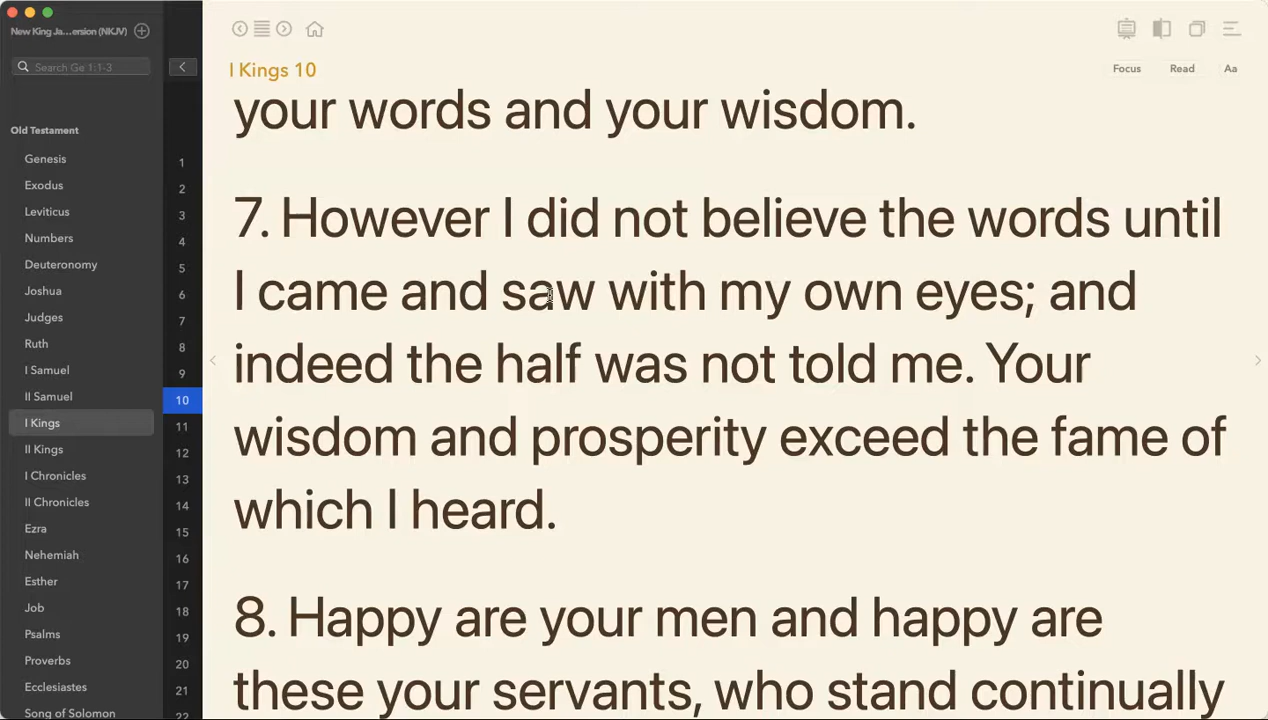 New King Ja...ersion (NKJV)
Search Ge 1:1-3
Old Testament
Genesis
Exodus
Leviticus
Numbers
Deuteronomy
Joshua
Judges
Ruth
I Samuel
II Samuel
I Kings
II Kings
I Chronicles
II Chronicles
Ezra
Nehemiah
Esther
Job
Psalms
Proverbs
Ecclesiastes
Song of Solomon
1
2
3
4
5
6
7
8
9
10
11
12
13
14
15
16
17
18
19
20
21
22
I Kings 10
Focus
Read
Aa
your words and your wisdom.
7. However I did not believe the words until
I came and saw with my own eyes; and
indeed the half was not told me. Your
wisdom and prosperity exceed the fame of
which I heard.
8. Happy are your men and happy are
these your servants, who stand continually